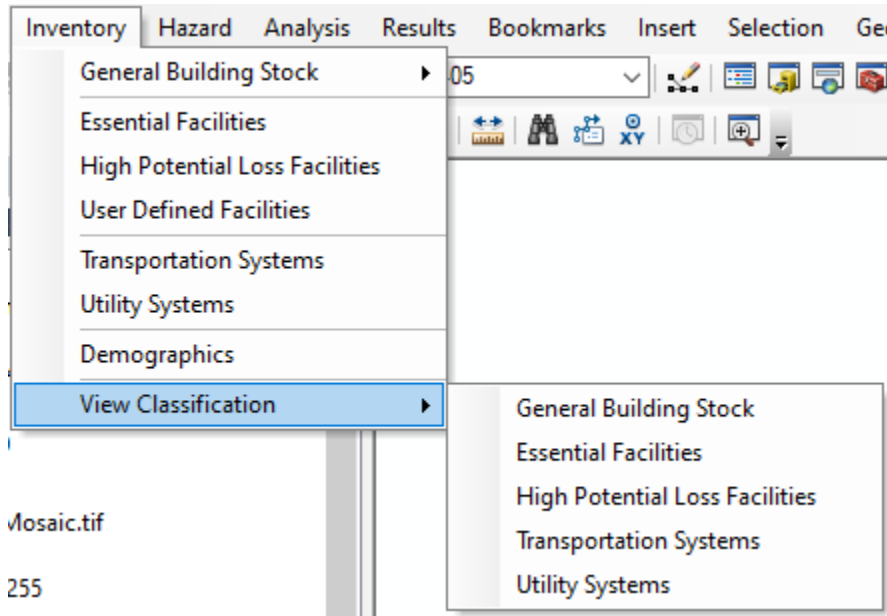 Inventory Hazard Analysis Results Bookmarks Insert Selection
General Building Stock
05
Essential Facilities
XY
High Potential Loss Facilities
User Defined Facilities
Transportation Systems
Utility Systems
Demographics
View Classification
General Building Stock
Essential Facilities
High Potential Loss Facilities
Transportation Systems
Utility Systems
Mosaic.tif
255